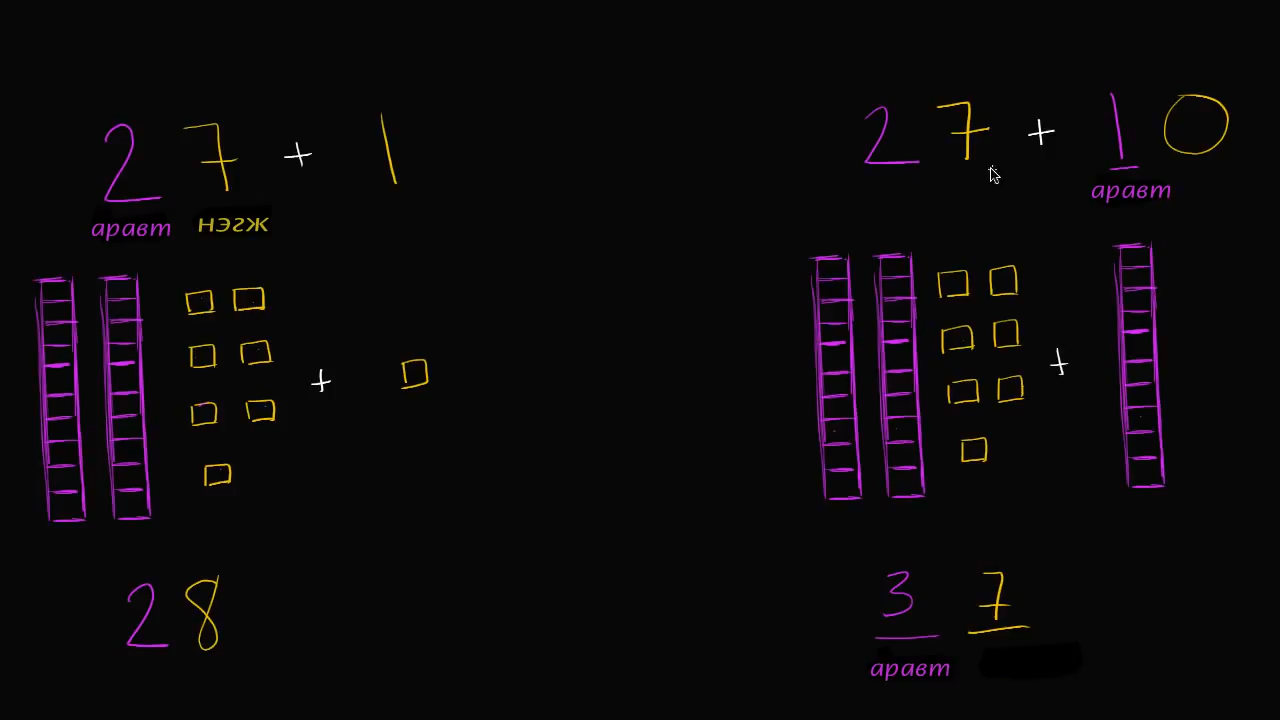 27 + 1
аравт нэгж
+
28
27 + 10
аравт
+
37
аравт